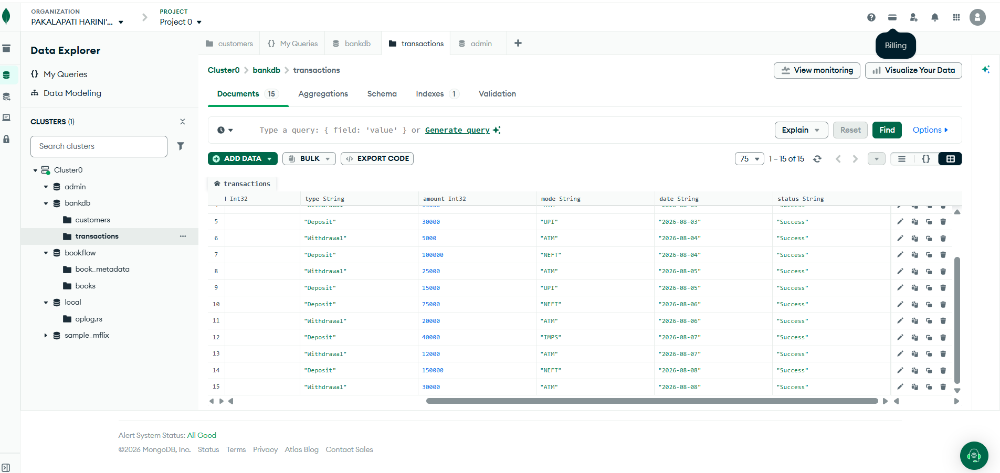 ORGANIZATION
PAKALAPATI HARINI'...
PROJECT
Project 0
Billing
Data Explorer
My Queries
Data Modeling
CLUSTERS (1)
Search clusters
Cluster0
admin
bankdb
customers
transactions
bookflow
book_metadata
books
local
oplog.rs
sample_mflix
customers
{} My Queries
bankdb
transactions
admin
Cluster0 > bankdb > transactions
View monitoring
Visualize Your Data
Documents 15 Aggregations Schema Indexes 1 Validation
Type a query: { field: 'value' } or Generate query
Explain Reset Find Options
ADD DATA BULK EXPORT CODE
75 1 – 15 of 15
transactions
Int32 type String amount Int32 mode String date String status String
5 "Deposit" 30000 "UPI" "2026-08-03" "Success"
6 "Withdrawal" 5000 "ATM" "2026-08-04" "Success"
7 "Deposit" 100000 "NEFT" "2026-08-04" "Success"
8 "Withdrawal" 25000 "ATM" "2026-08-05" "Success"
9 "Deposit" 15000 "UPI" "2026-08-05" "Success"
10 "Deposit" 75000 "NEFT" "2026-08-06" "Success"
11 "Withdrawal" 20000 "ATM" "2026-08-06" "Success"
12 "Deposit" 40000 "IMPS" "2026-08-07" "Success"
13 "Withdrawal" 12000 "ATM" "2026-08-07" "Success"
14 "Deposit" 150000 "NEFT" "2026-08-08" "Success"
15 "Withdrawal" 30000 "ATM" "2026-08-08" "Success"
Alert System Status: All Good
©2026 MongoDB, Inc. Status Terms Privacy Atlas Blog Contact Sales